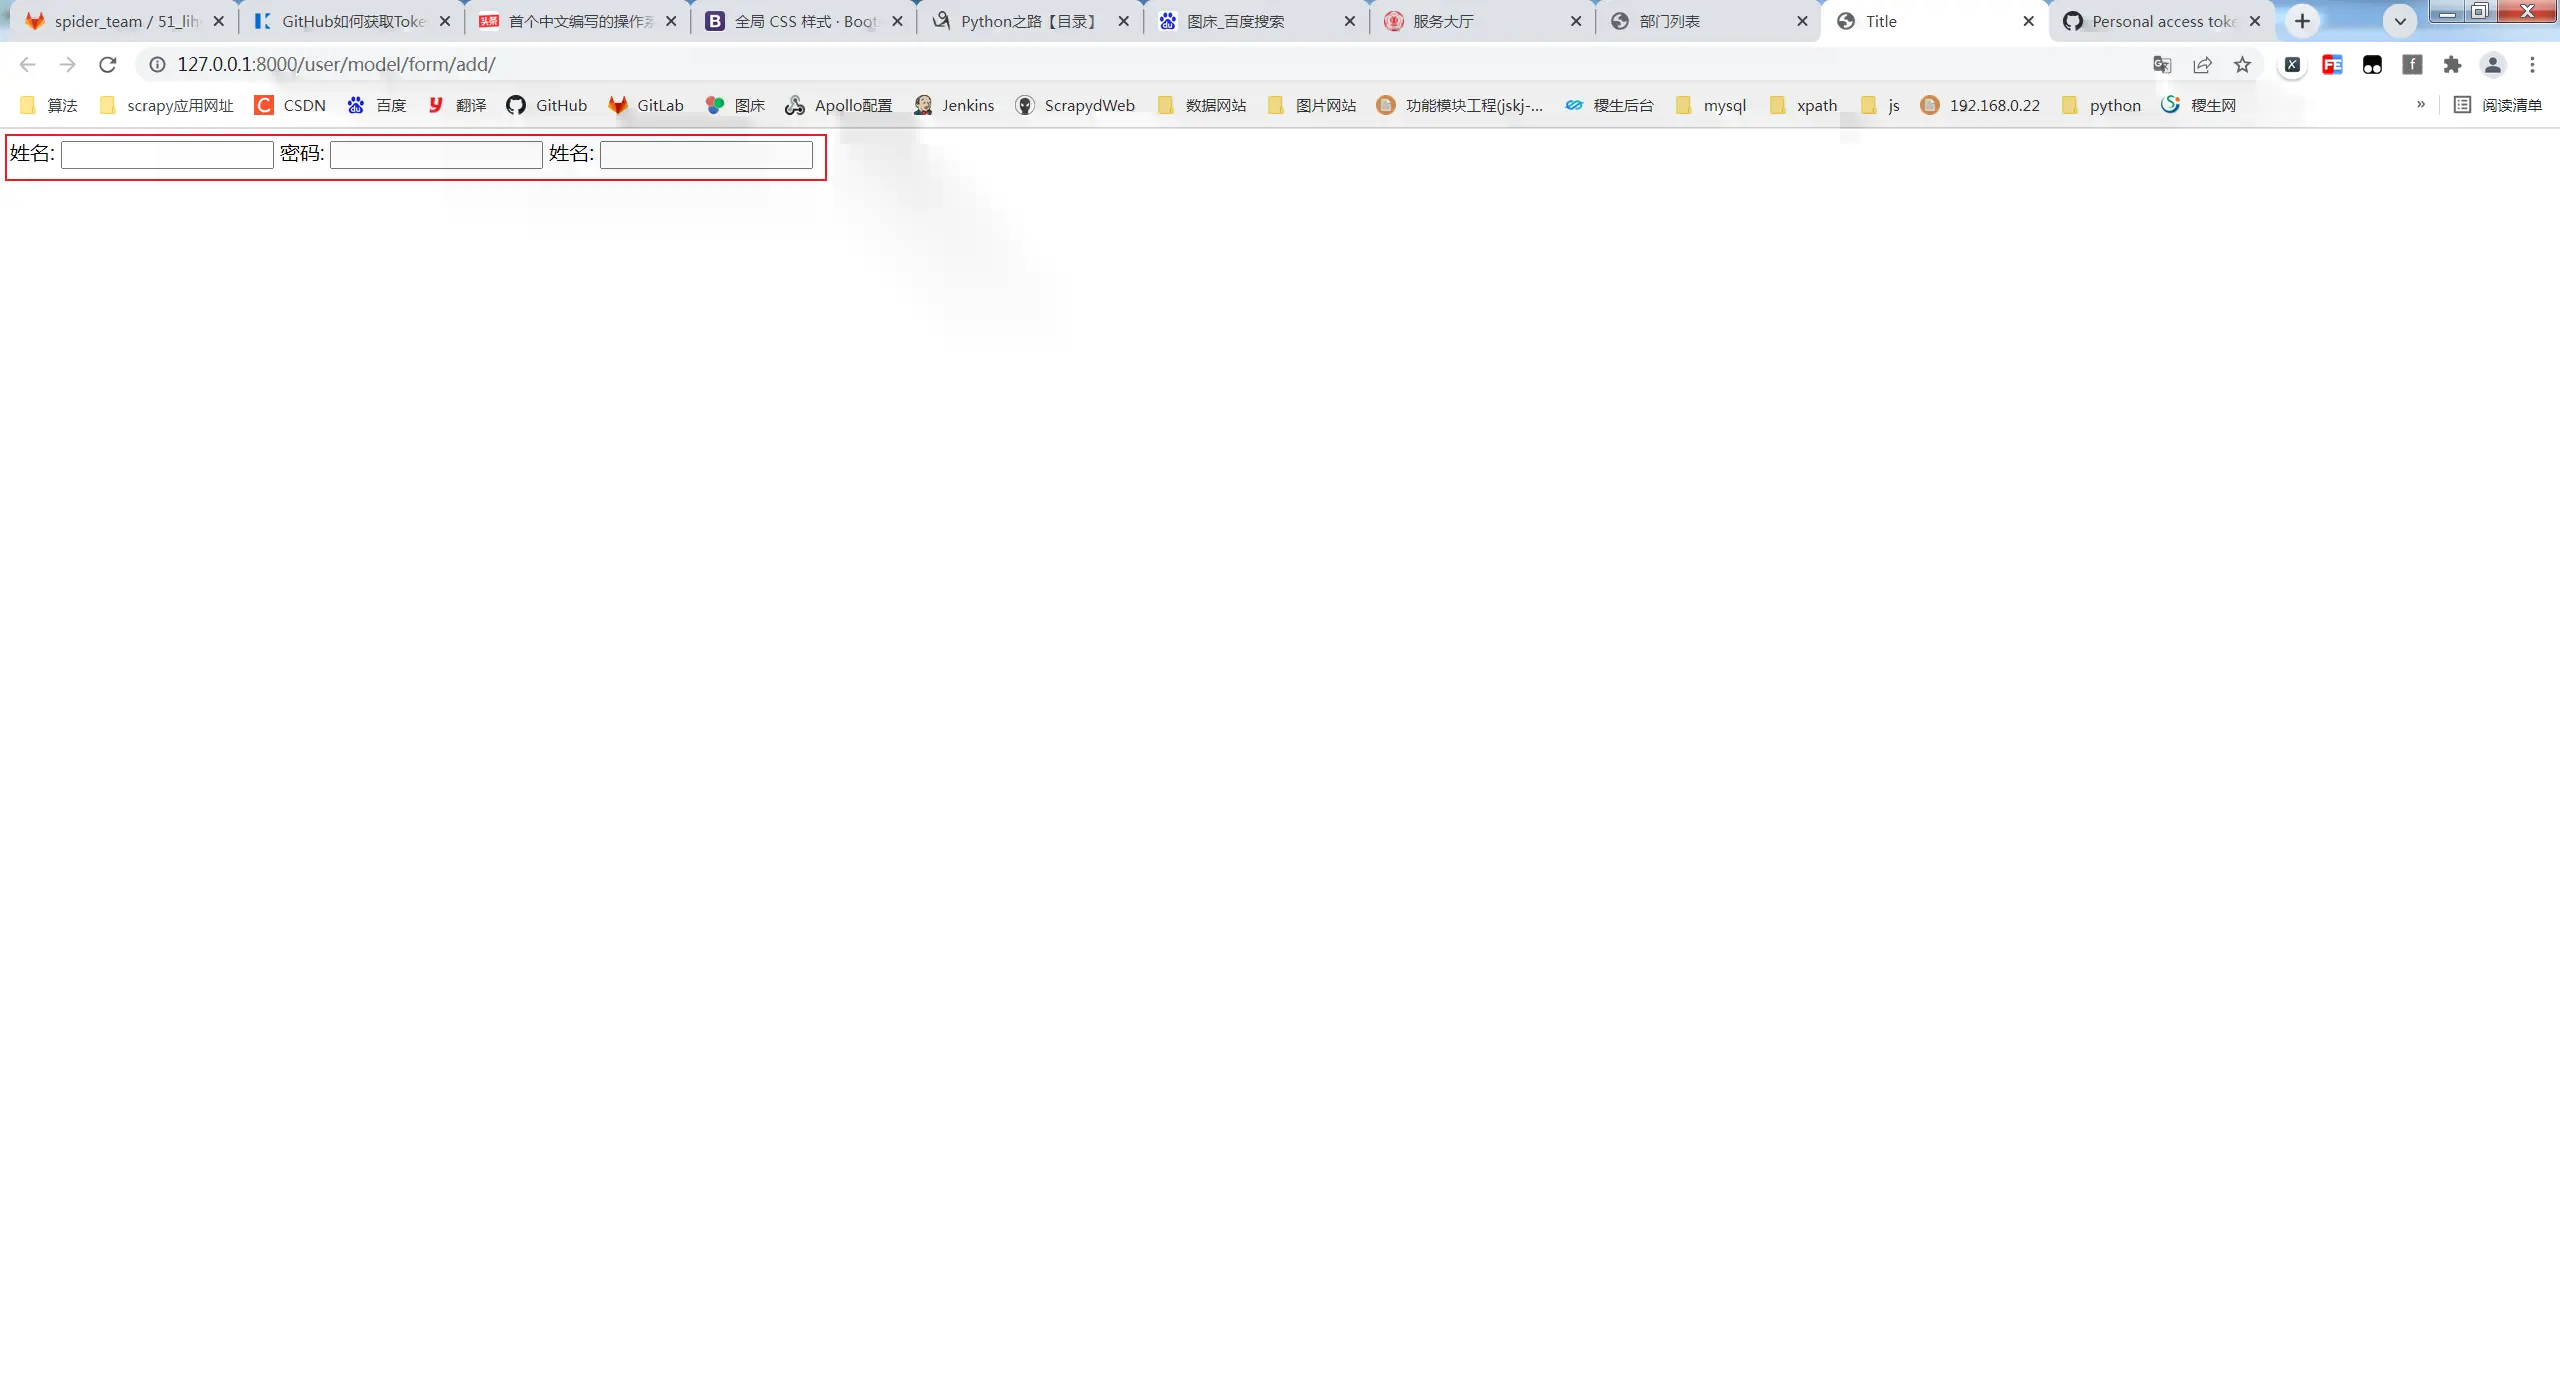 spider_team / 51_lih GitHub如何获取Toke 首个中文编写的操作系 全局 CSS 样式 · Boot Python之路【目录】 图床_百度搜索 服务大厅 部门列表 Title Personal access toke
127.0.0.1:8000/user/model/form/add/
算法 scrapy应用网址 CSDN 百度 翻译 GitHub GitLab 图床 Apollo配置 Jenkins ScrapydWeb 数据网站 图片网站 功能模块工程(jskj-... 稷生后台 mysql xpath js 192.168.0.22 python 稷生网 » 阅读清单
姓名: 密码: 姓名: